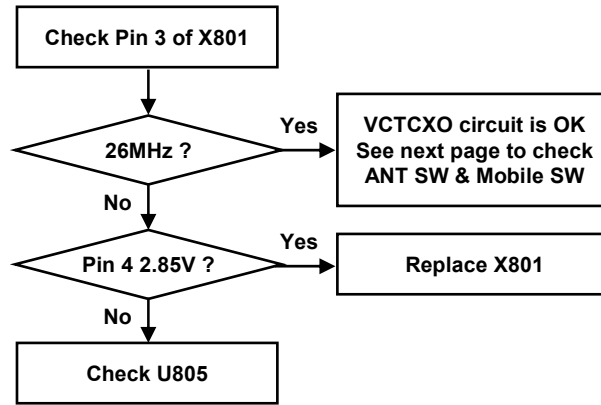 Check Pin 3 of X801
26MHz ?
Yes
VCTCXO circuit is OK
See next page to check
ANT SW & Mobile SW
No
Pin 4 2.85V ?
Yes
Replace X801
No
Check U805